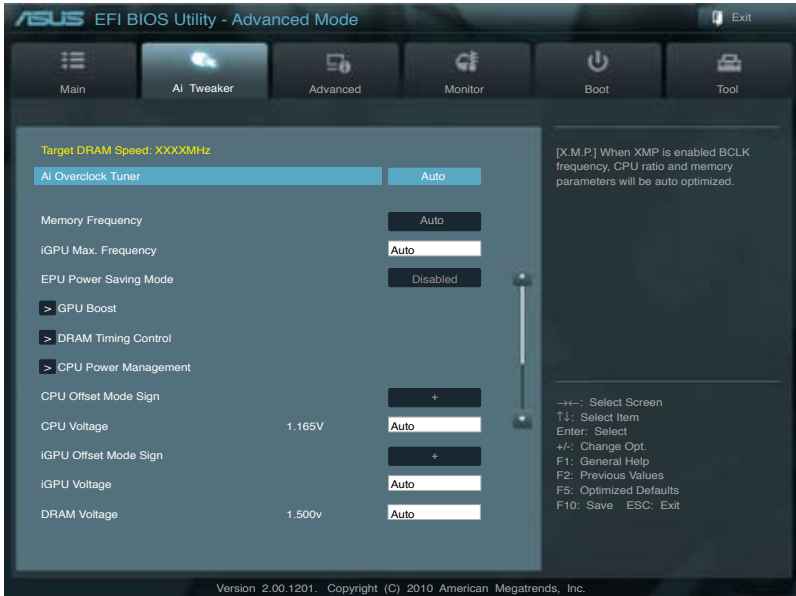 ASUS EFI BIOS Utility - Advanced Mode
Exit
Main
Ai Tweaker
Advanced
Monitor
Boot
Tool
Target DRAM Speed: XXXXMHz
Ai Overclock Tuner Auto
Memory Frequency Auto
iGPU Max. Frequency Auto
EPU Power Saving Mode Disabled
> GPU Boost
> DRAM Timing Control
> CPU Power Management
CPU Offset Mode Sign +
CPU Voltage 1.165V Auto
iGPU Offset Mode Sign +
iGPU Voltage Auto
DRAM Voltage 1.500v Auto
[X.M.P.] When XMP is enabled BCLK
frequency, CPU ratio and memory
parameters will be auto optimized.
→←: Select Screen
↑↓: Select Item
Enter: Select
+/-: Change Opt.
F1: General Help
F2: Previous Values
F5: Optimized Defaults
F10: Save ESC: Exit
Version 2.00.1201. Copyright (C) 2010 American Megatrends, Inc.